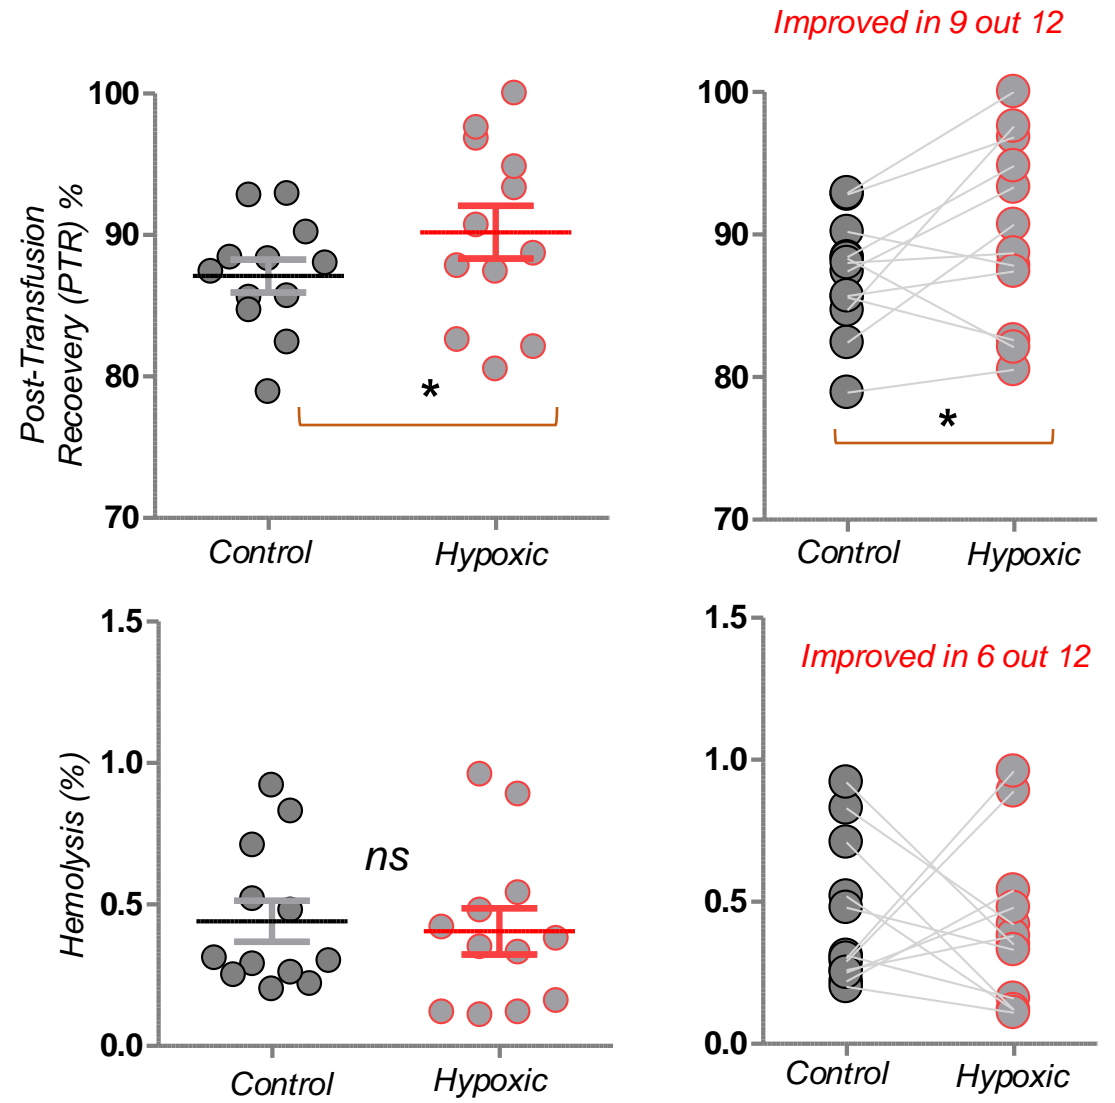 Improved in 9 out 12
Post-Transfusion
Recoevery (PTR) %
100
90
80
70
*
Control
Hypoxic
100
90
80
70
*
Control
Hypoxic
Hemolysis (%)
1.5
1.0
0.5
0.0
ns
Control
Hypoxic
1.5
1.0
0.5
0.0
Improved in 6 out 12
Control
Hypoxic